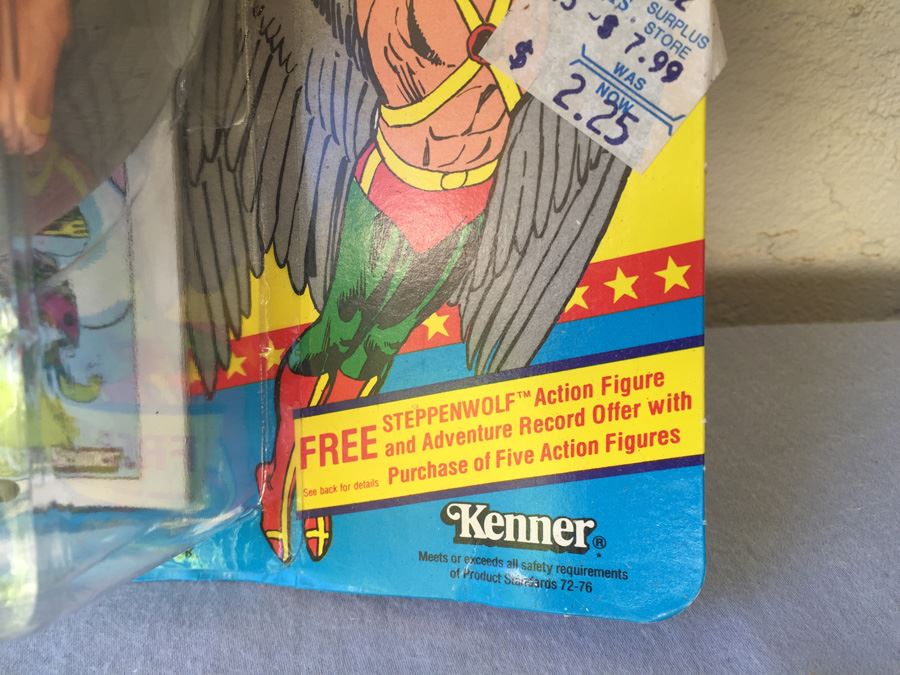 SURPLUS
STORE
$ 7.99
WAS
$
NOW
2.25
FREE
STEPPENWOLF™ Action Figure
and Adventure Record Offer with
Purchase of Five Action Figures
See back for details
Kenner®
Meets or exceeds all safety requirements
of Product Standards 72-76